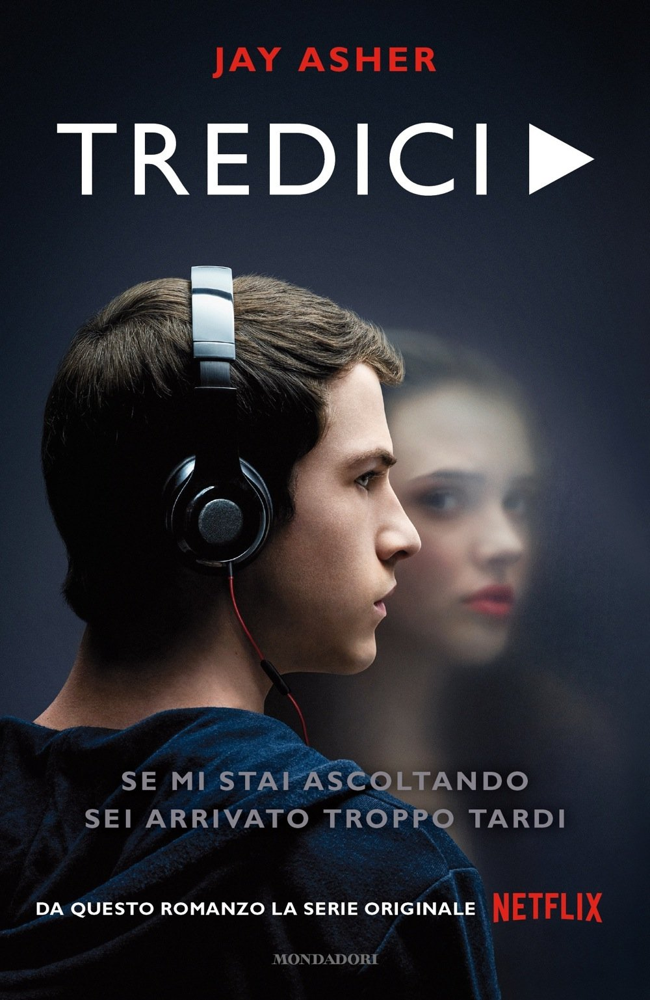 JAY ASHER
TREDICI
SE MI STAI ASCOLTANDO
SEI ARRIVATO TROPPO TARDI
DA QUESTO ROMANZO LA SERIE ORIGINALE NETFLIX
MONDADORI